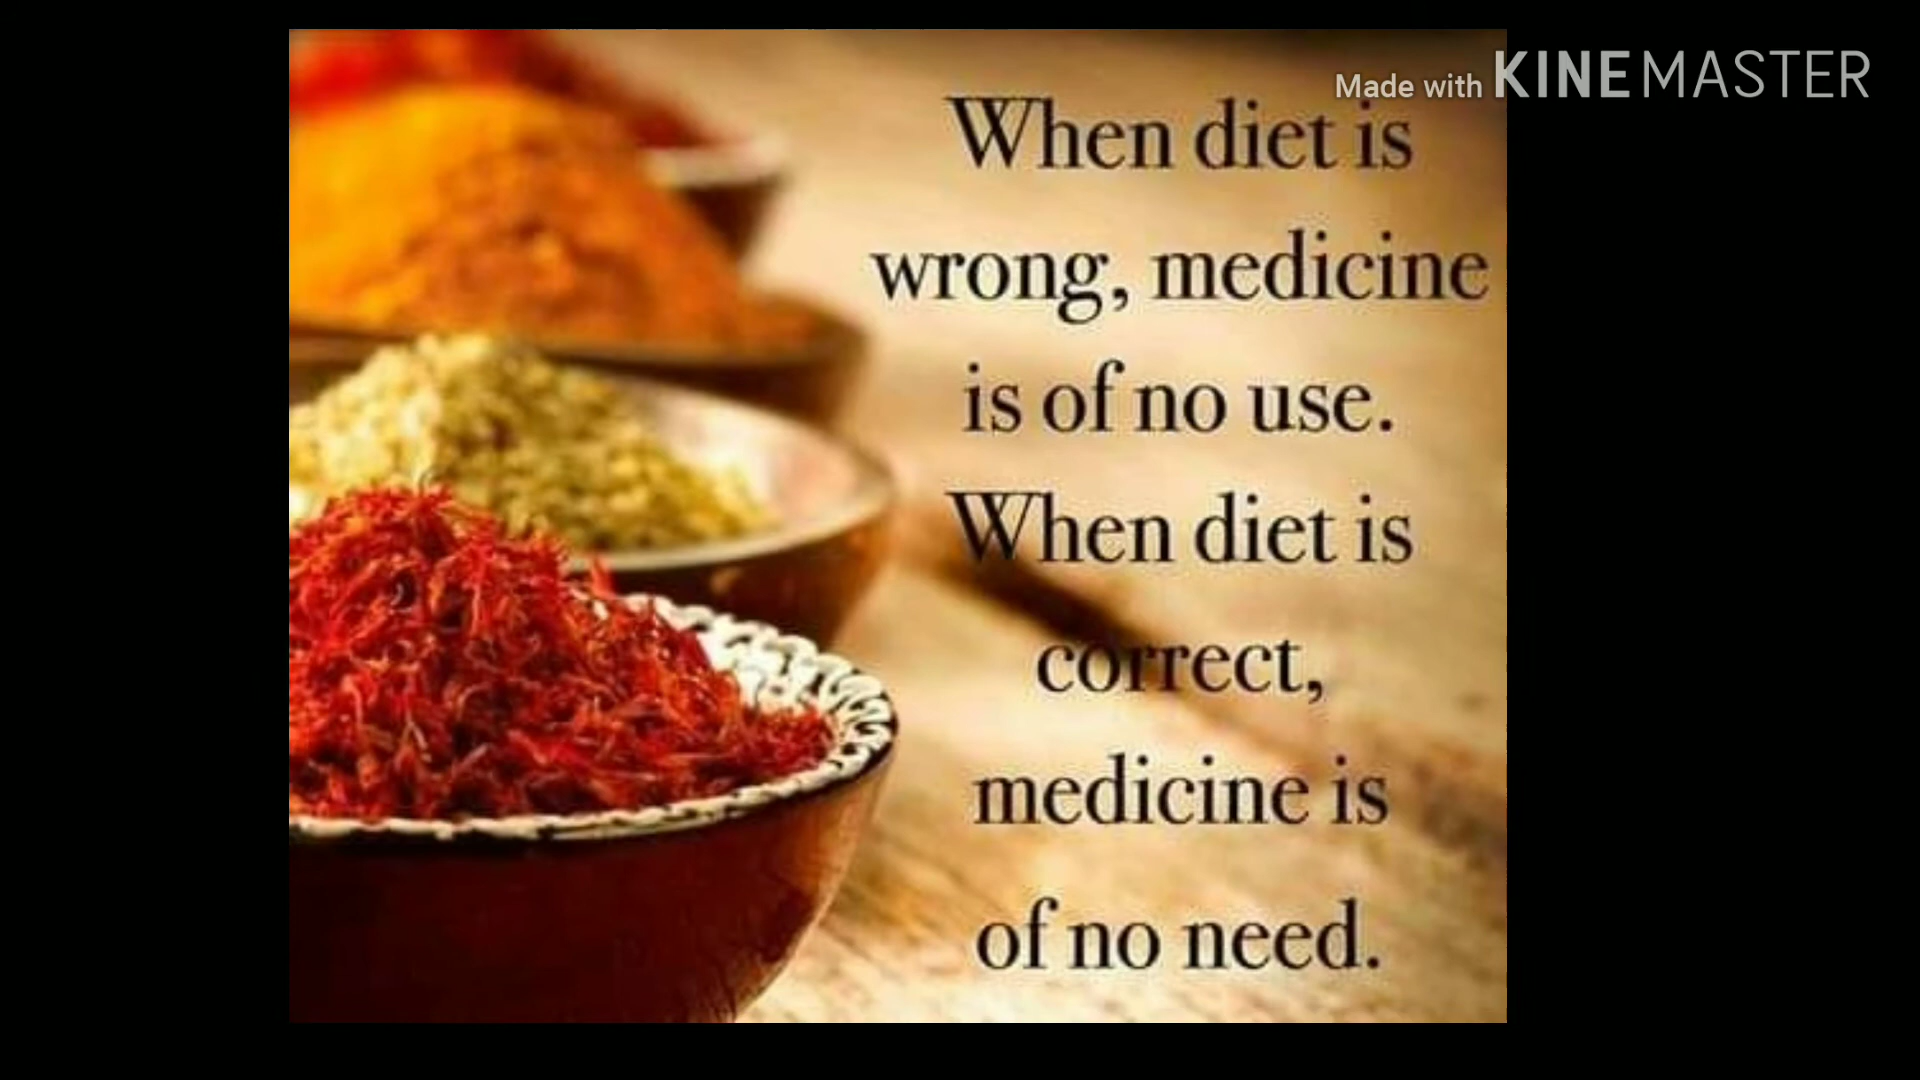 Made with KINEMASTER
When diet is
wrong, medicine
is of no use.
When diet is
correct,
medicine is
of no need.